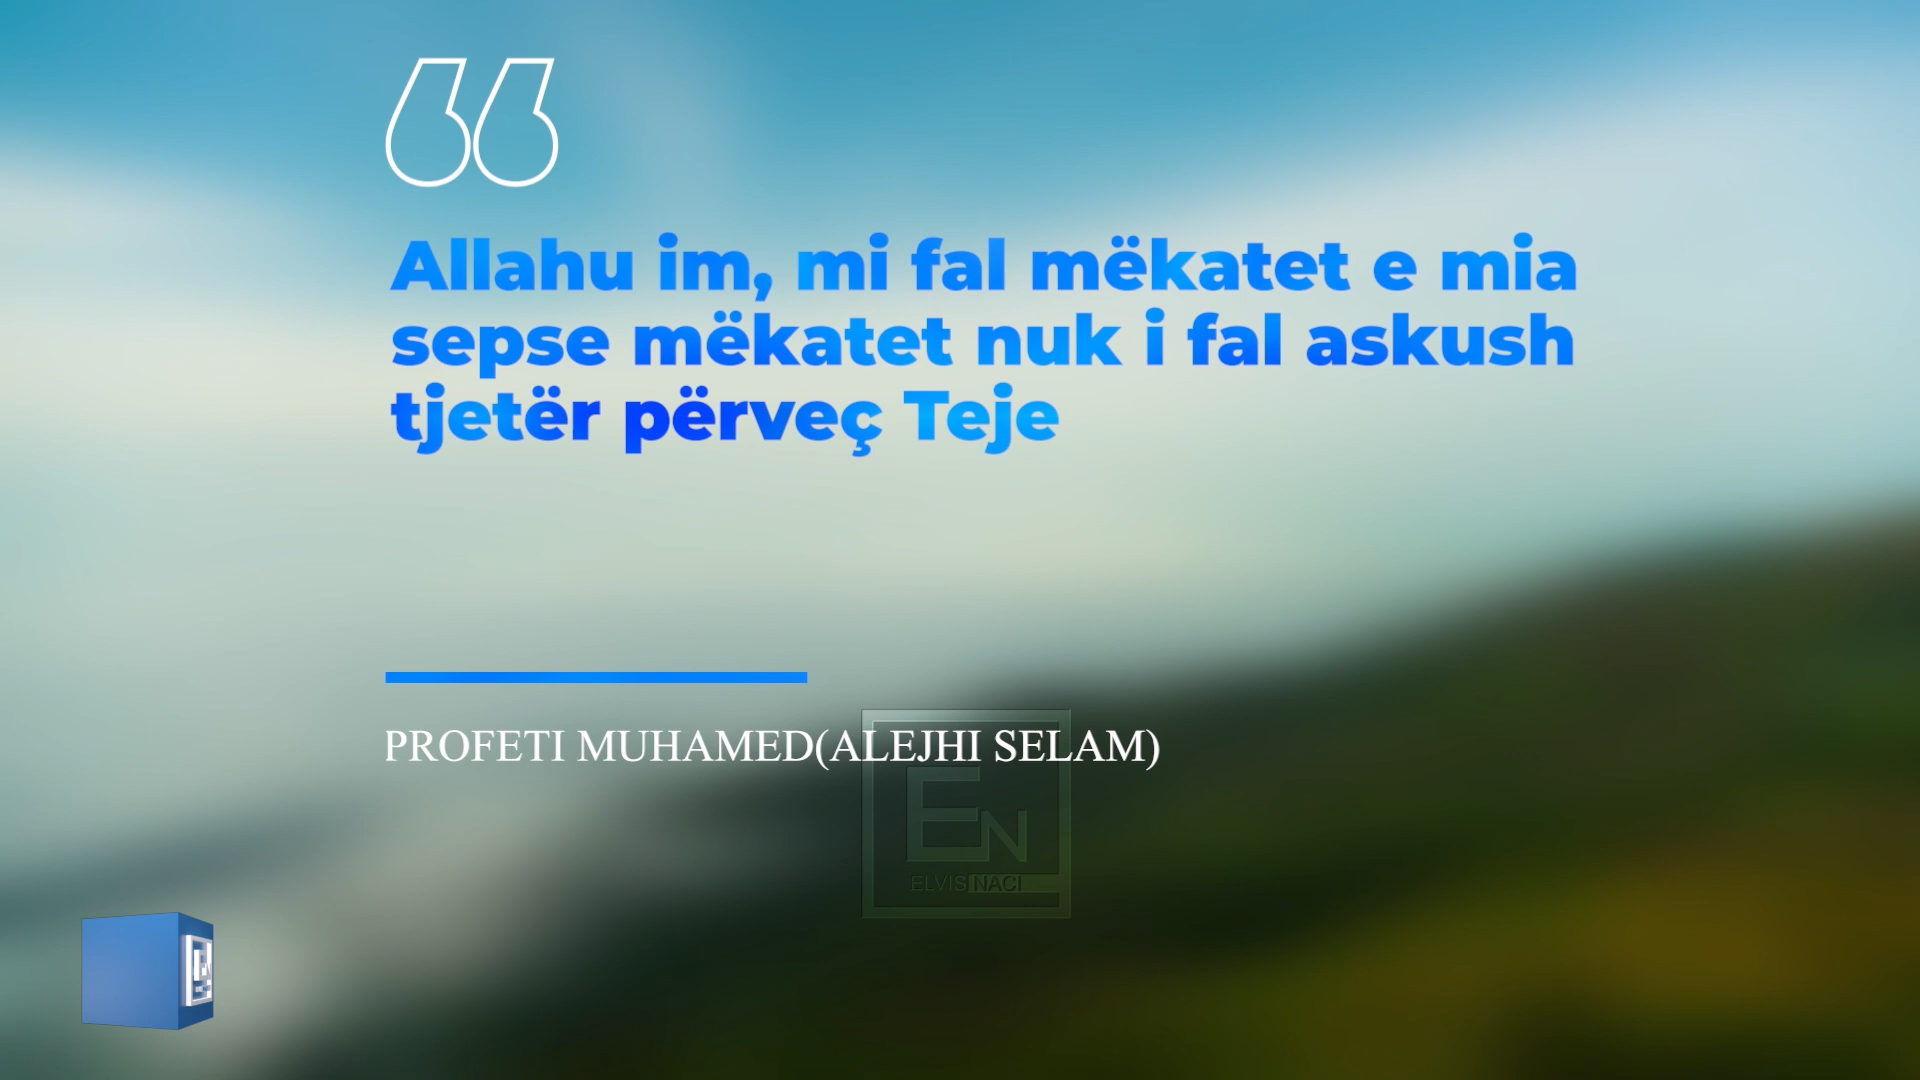 Allahu im, mi fal mëkatet e mia
sepse mëkatet nuk i fal askush
tjetër përveç Teje
PROFETI MUHAMED(ALEJHI SELAM)
EN
ELVIS NACI